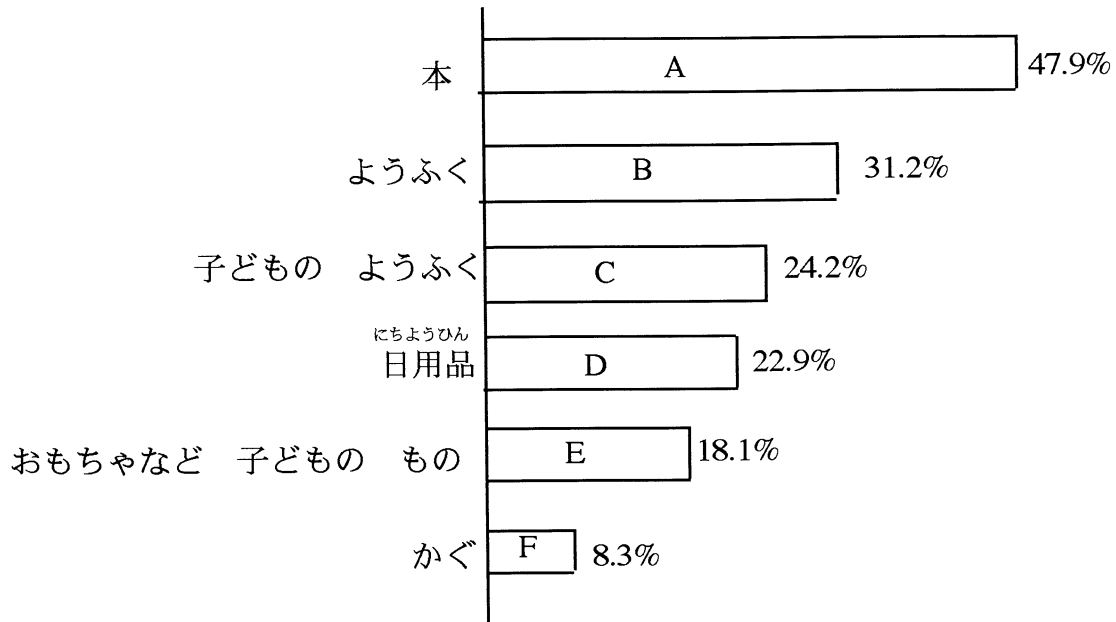 本 A 47.9%
ようふく B 31.2%
子どもの ようふく C 24.2%
にちようひん
日用品 D 22.9%
おもちゃなど 子どもの もの E 18.1%
かぐ F 8.3%